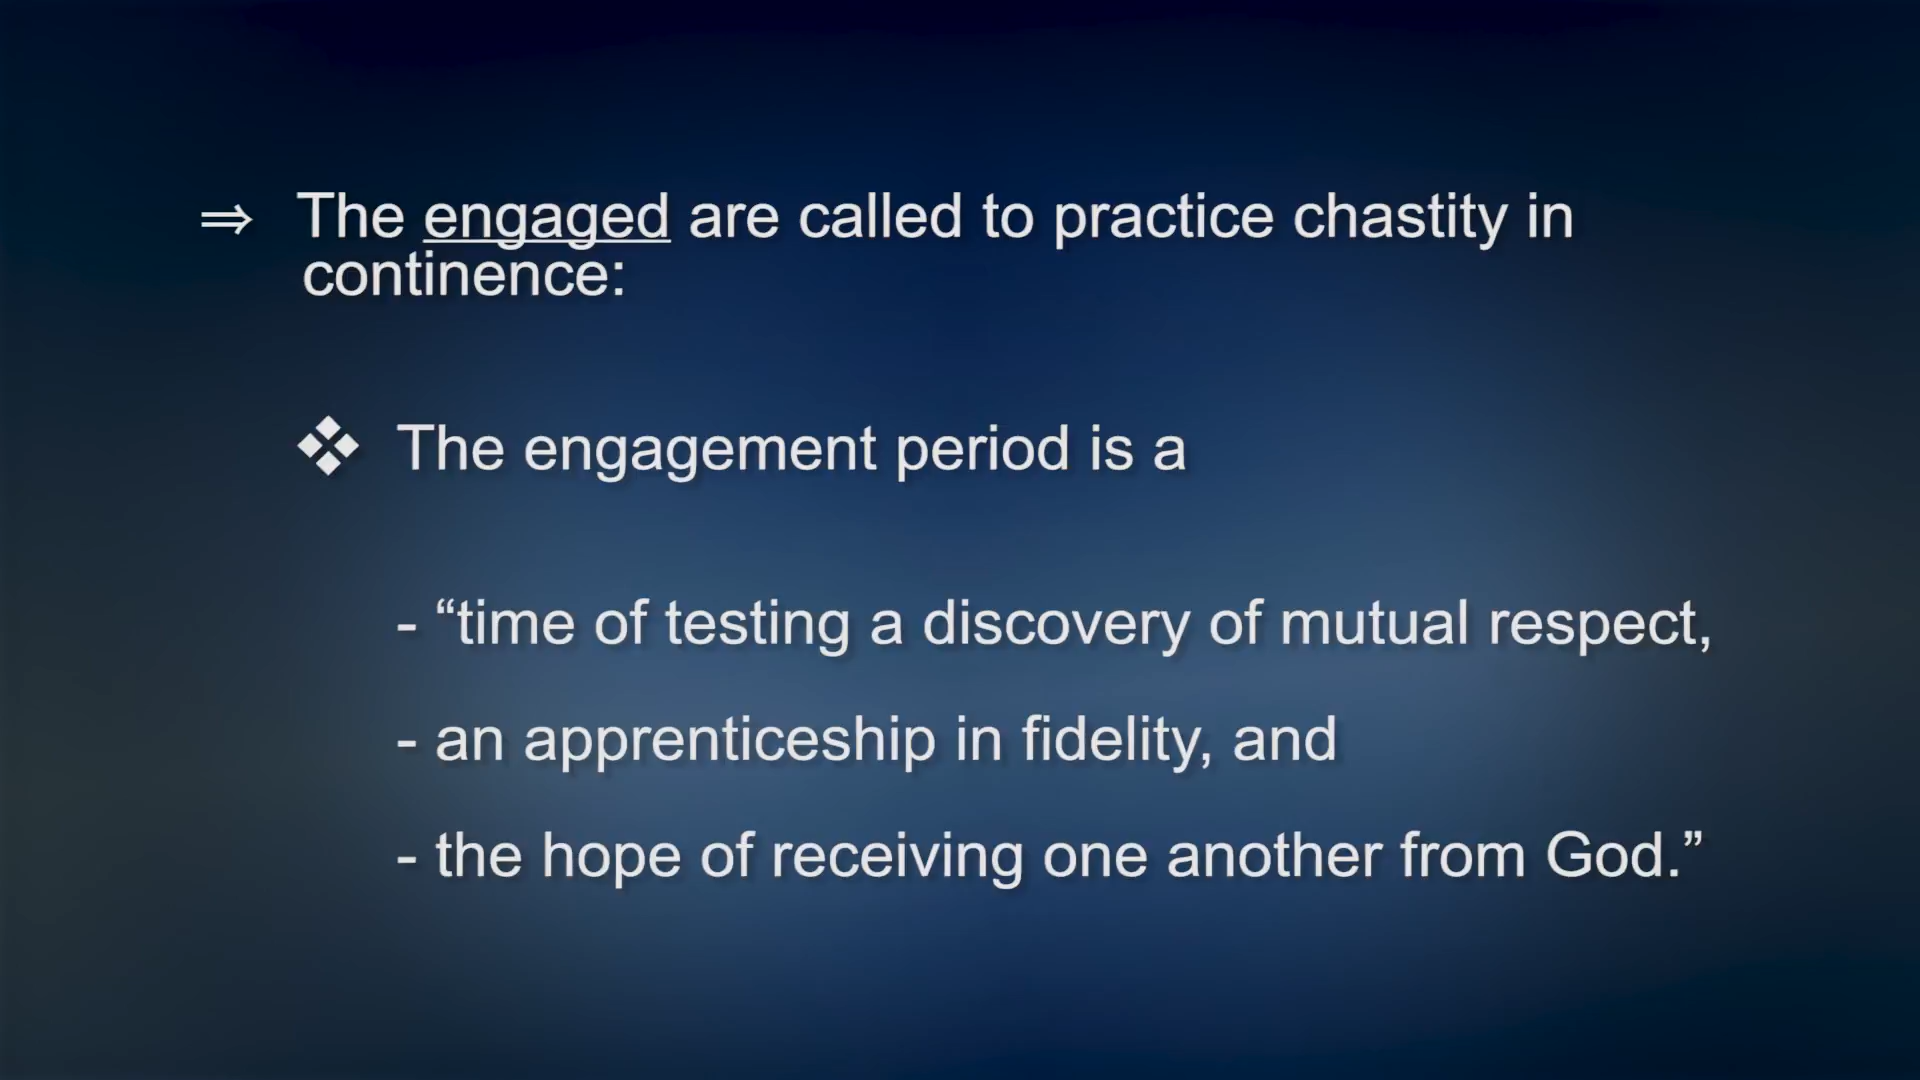 ⇒ The engaged are called to practice chastity in
continence:
❖ The engagement period is a
- “time of testing a discovery of mutual respect,
- an apprenticeship in fidelity, and
- the hope of receiving one another from God.”